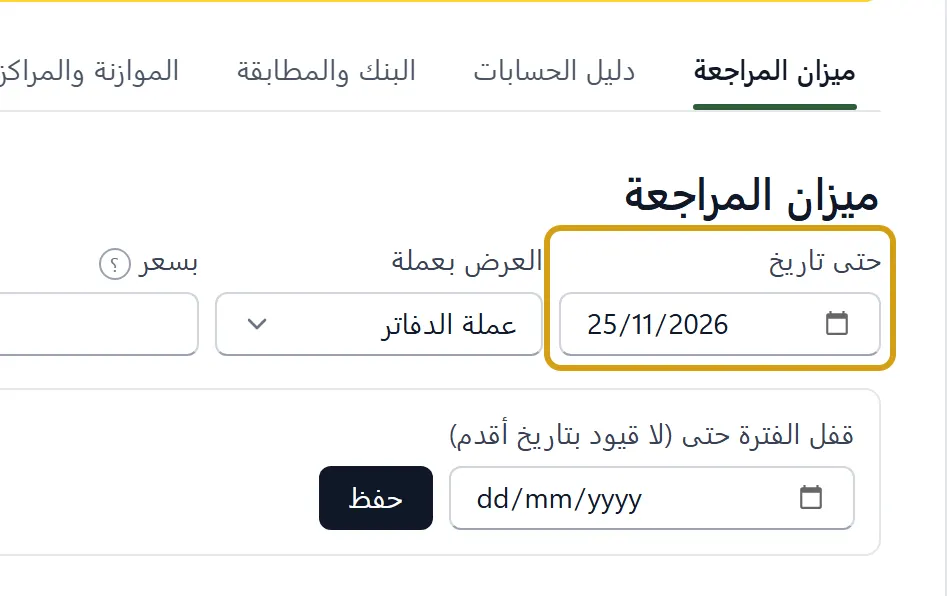 ميزان المراجعة
دليل الحسابات
البنك والمطابقة
الموازنة والمراكز
ميزان المراجعة
حتى تاريخ
العرض بعملة
بسعر ؟
25/11/2026
عملة الدفاتر
قفل الفترة حتى (لا قيود بتاريخ أقدم)
dd/mm/yyyy
حفظ